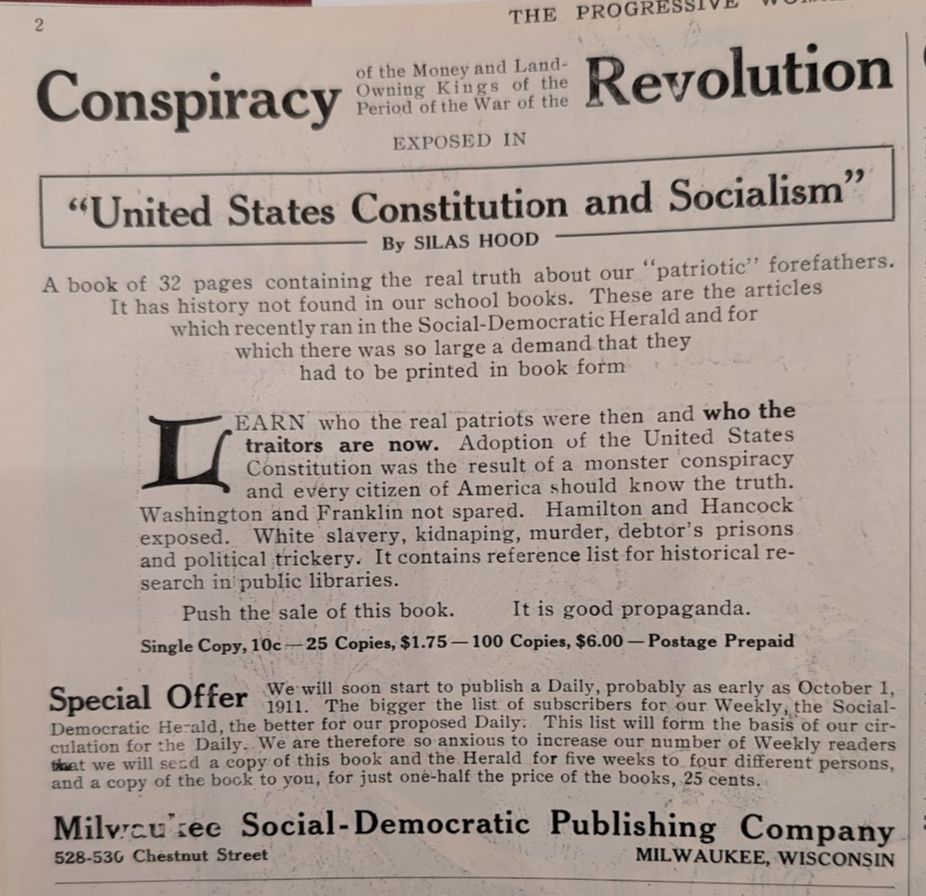 2
THE PROGRESSIVE
Conspiracy of the Money and Land-
Owning Kings of the
Period of the War of the Revolution
EXPOSED IN
“United States Constitution and Socialism”
By SILAS HOOD
A book of 32 pages containing the real truth about our “patriotic” forefathers.
It has history not found in our school books. These are the articles
which recently ran in the Social-Democratic Herald and for
which there was so large a demand that they
had to be printed in book form
LEARN who the real patriots were then and who the
traitors are now. Adoption of the United States
Constitution was the result of a monster conspiracy
and every citizen of America should know the truth.
Washington and Franklin not spared. Hamilton and Hancock
exposed. White slavery, kidnaping, murder, debtor's prisons
and political trickery. It contains reference list for historical re-
search in public libraries.
Push the sale of this book. It is good propaganda.
Single Copy, 10c — 25 Copies, $1.75 — 100 Copies, $6.00 — Postage Prepaid
Special Offer We will soon start to publish a Daily, probably as early as October 1,
1911. The bigger the list of subscribers for our Weekly, the Social-
Democratic Herald, the better for our proposed Daily. This list will form the basis of our cir-
culation for the Daily. We are therefore so anxious to increase our number of Weekly readers
that we will send a copy of this book and the Herald for five weeks to four different persons,
and a copy of the book to you, for just one-half the price of the books, 25 cents.
Milwaukee Social-Democratic Publishing Company
528-530 Chestnut Street MILWAUKEE, WISCONSIN